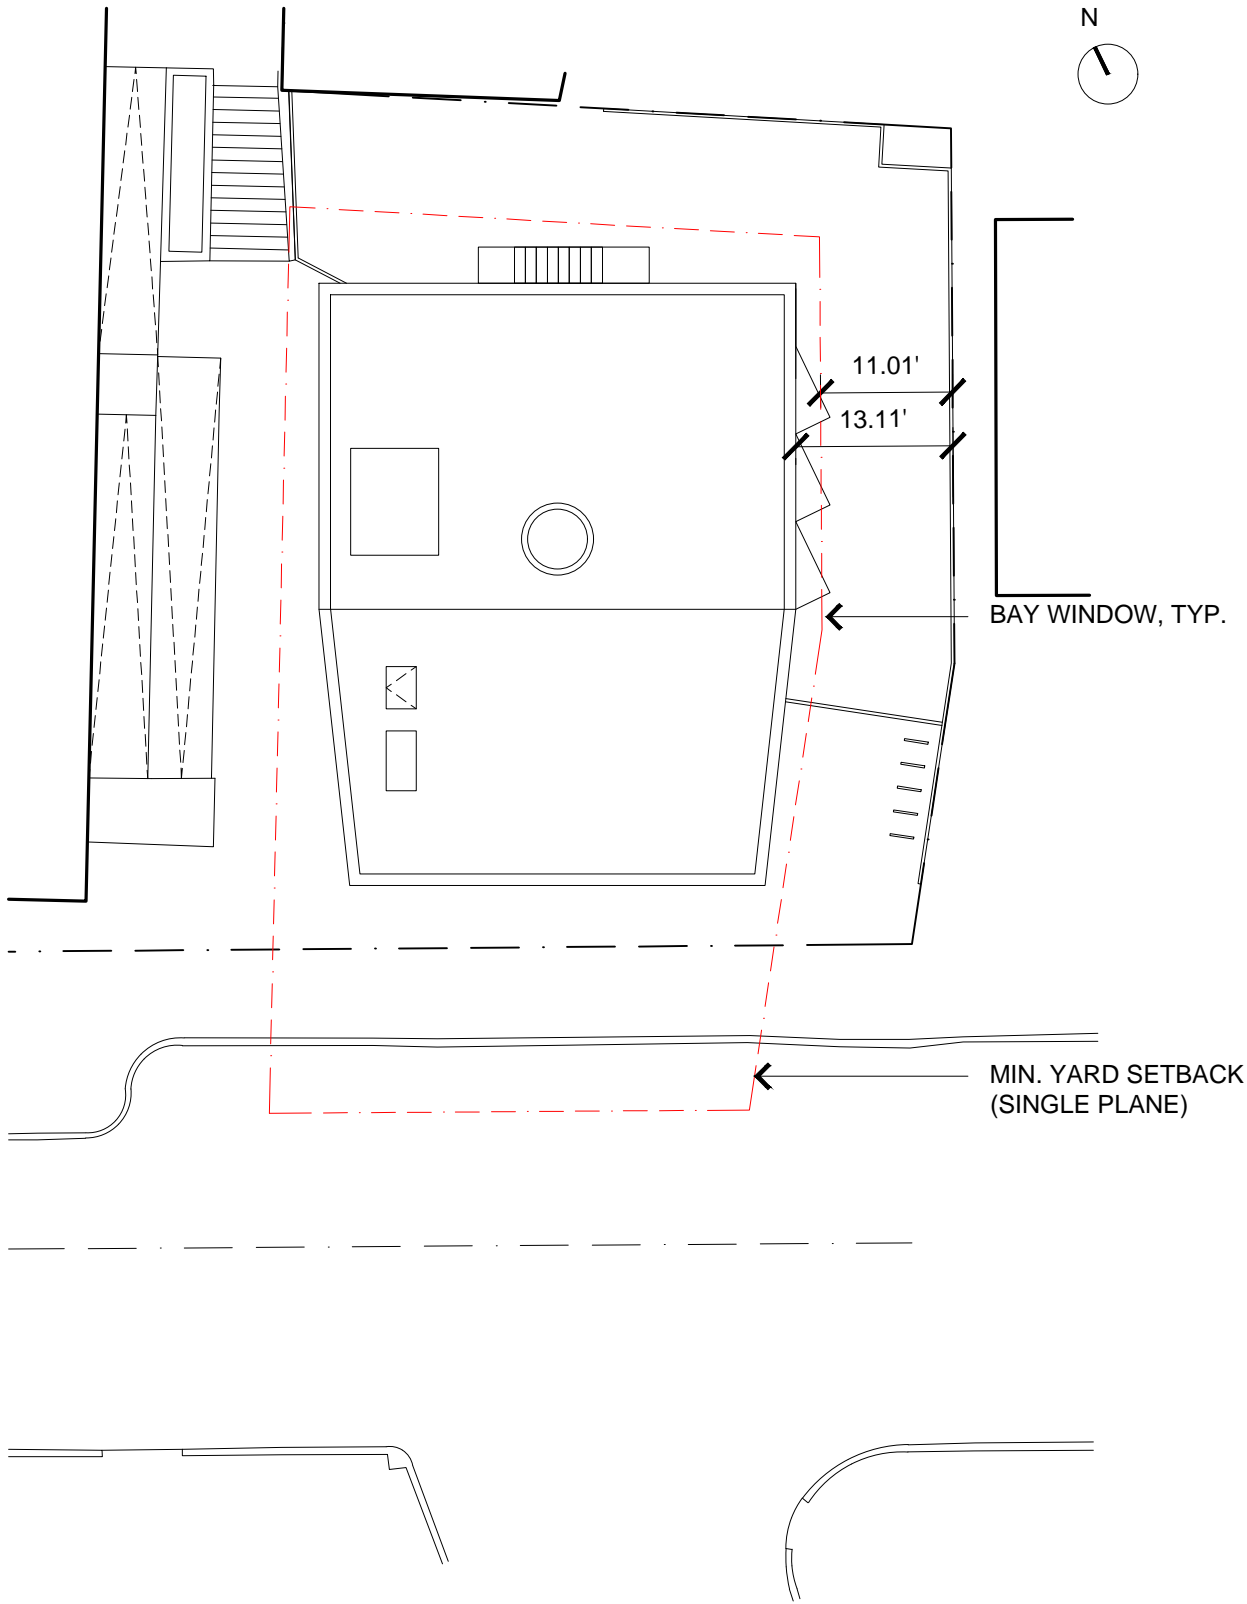 N
11.01'
13.11'
BAY WINDOW, TYP.
MIN. YARD SETBACK
(SINGLE PLANE)